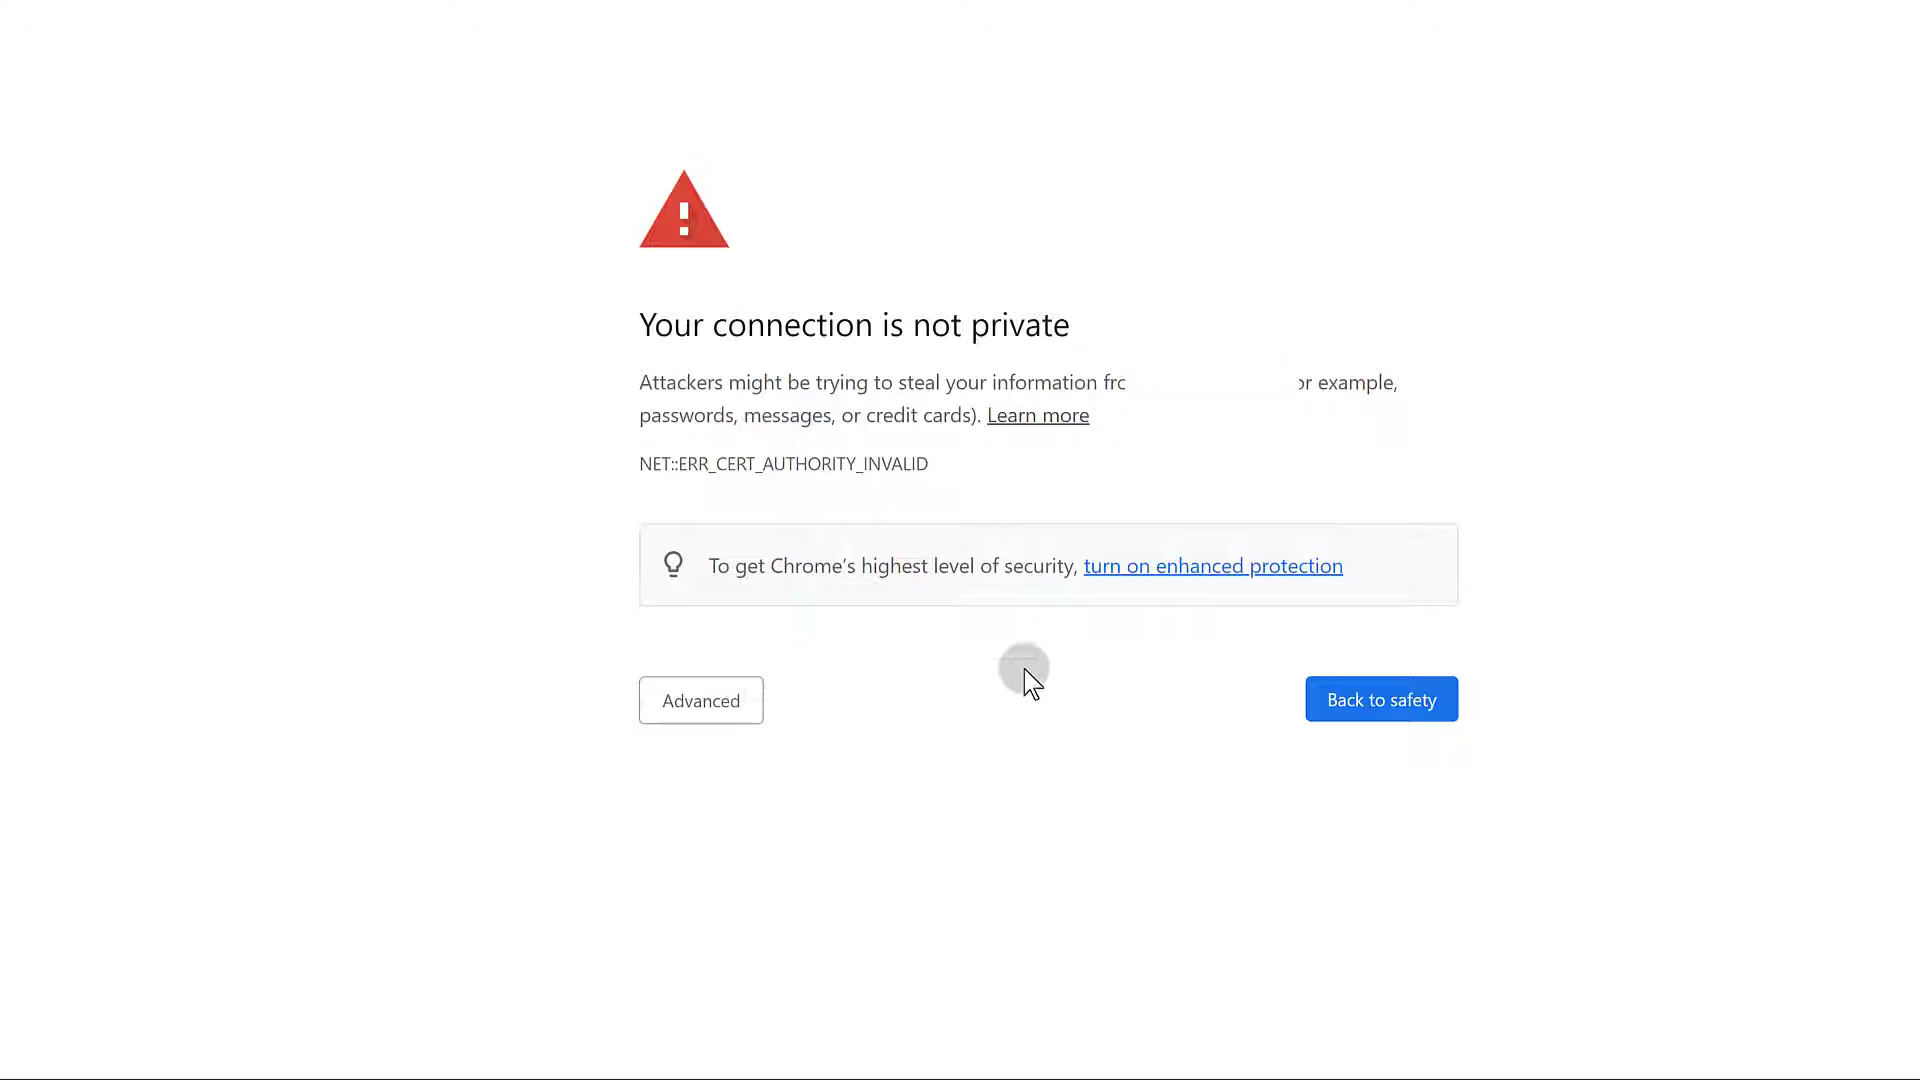 Your connection is not private
Attackers might be trying to steal your information example,
passwords, messages, or credit cards). Learn more
NET::ERR_CERT_AUTHORITY_INVALID
To get Chrome's highest level of security, turn on enhanced protection
Advanced
Back to safety